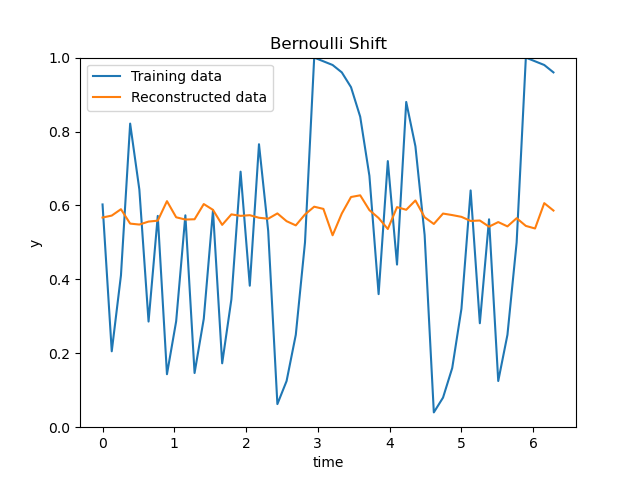 Bernoulli Shift
Training data
Reconstructed data
1.0
0.8
0.6
0.4
0.2
0.0
y
0 1 2 3 4 5 6
time